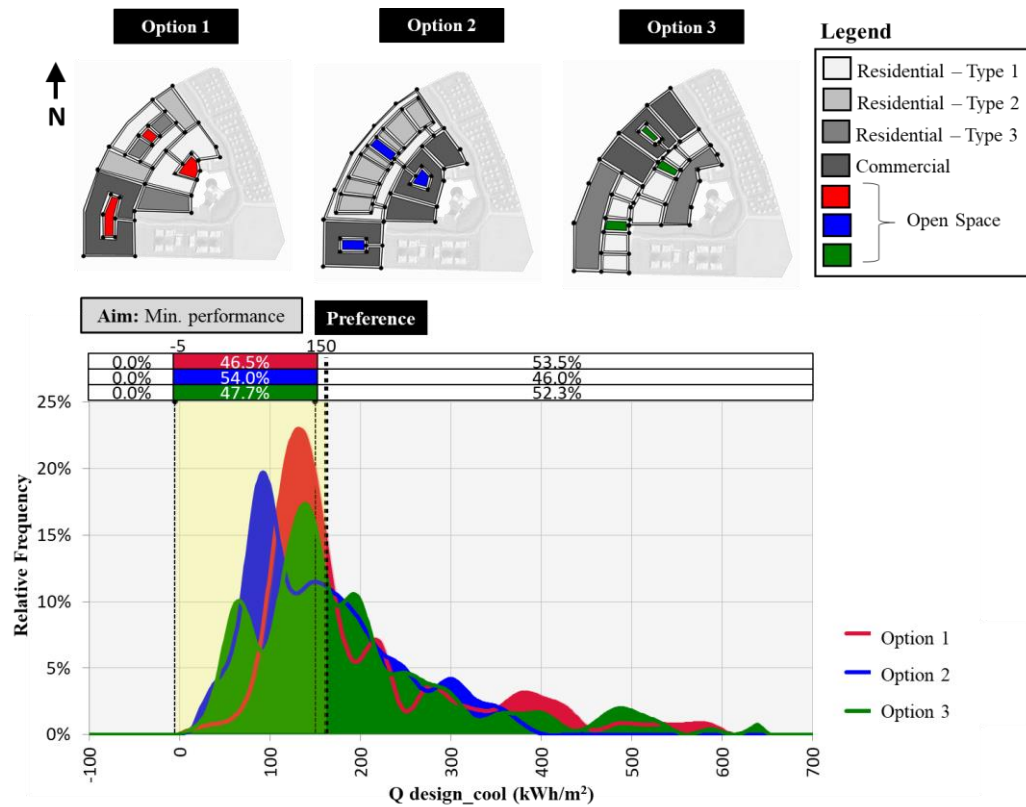 Option 1
Option 2
Option 3
N
Legend
Residential – Type 1
Residential – Type 2
Residential – Type 3
Commercial
Open Space
Aim: Min. performance
Preference
-5 150
0.0% 46.5% 53.5%
0.0% 54.0% 46.0%
0.0% 47.7% 52.3%
25%
20%
15%
10%
5%
0%
Relative Frequency
-100 0 100 200 300 400 500 600 700
Q design_cool (kWh/m²)
Option 1
Option 2
Option 3